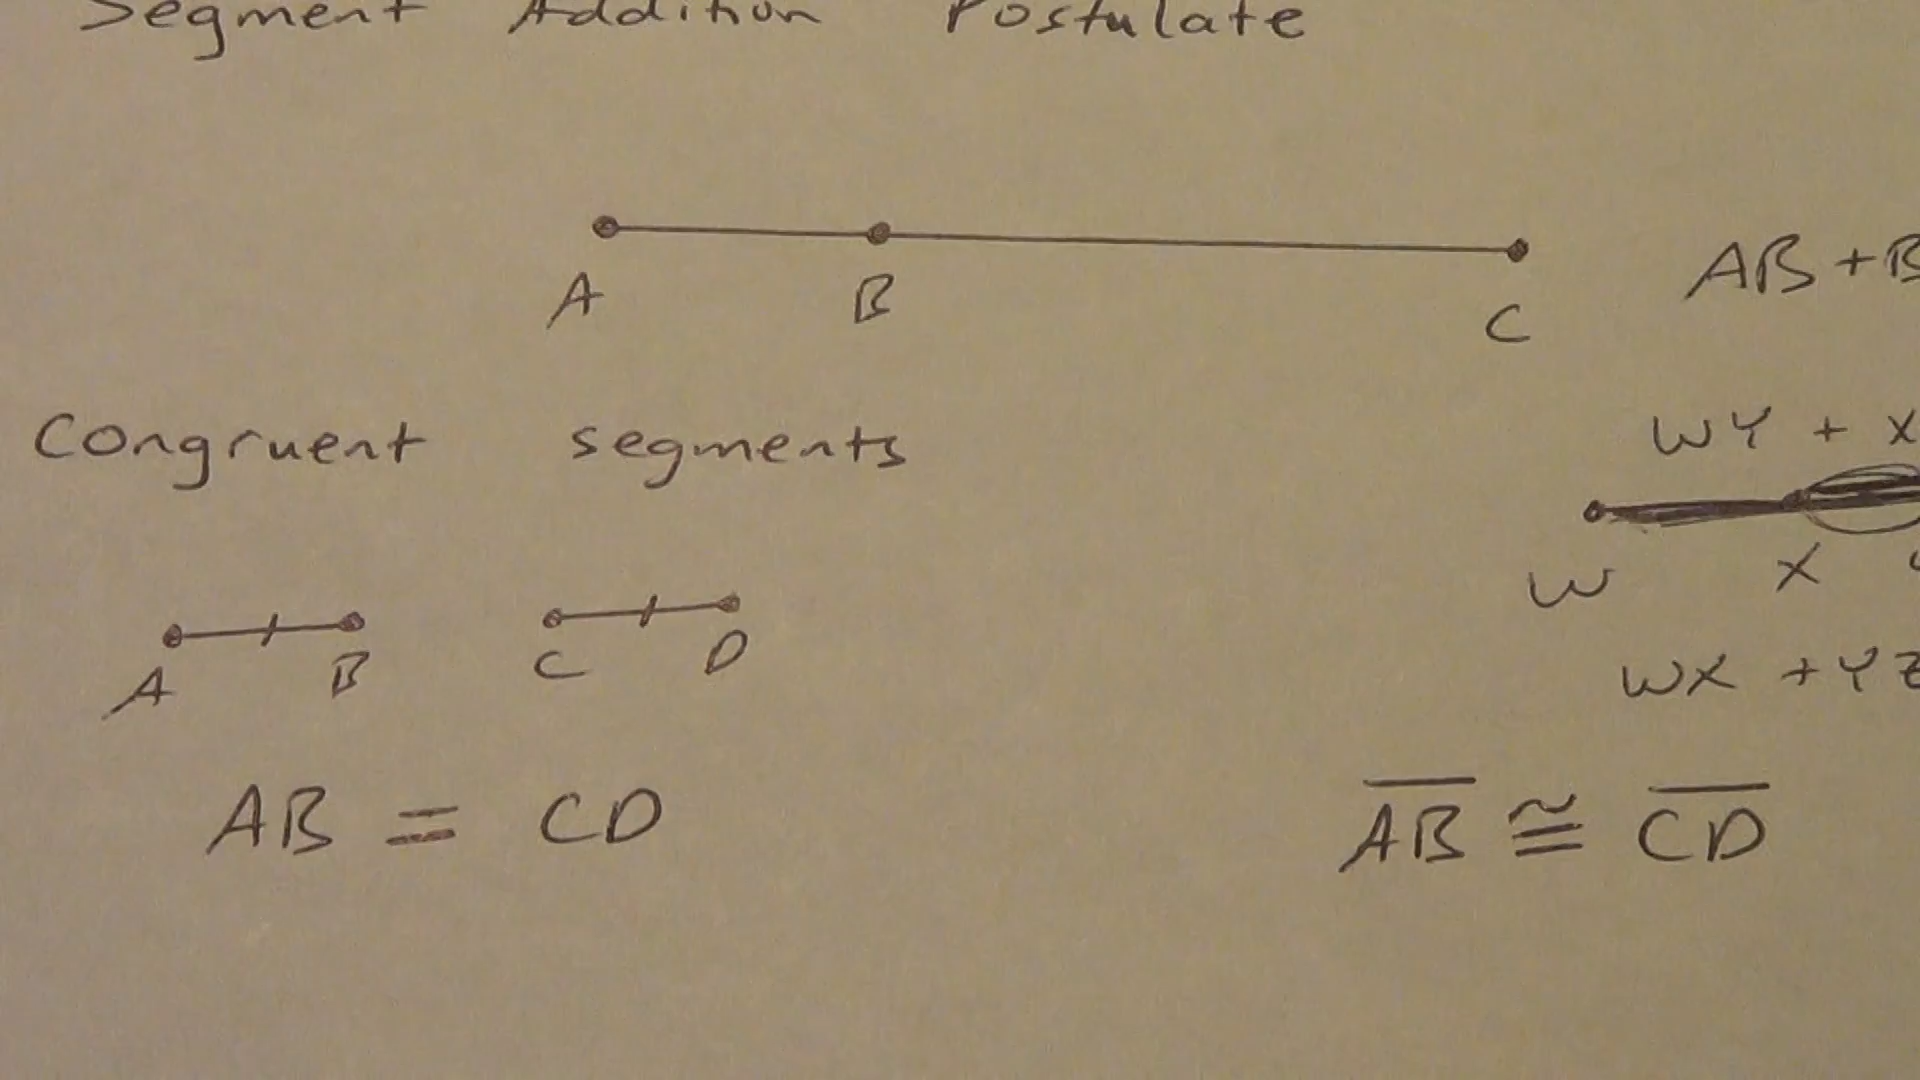 Segment Addition Postulate
A B C
AB + B
Congruent segments
WY + X
W X
A B C D
WX + YZ
AB = CD
AB ≅ CD